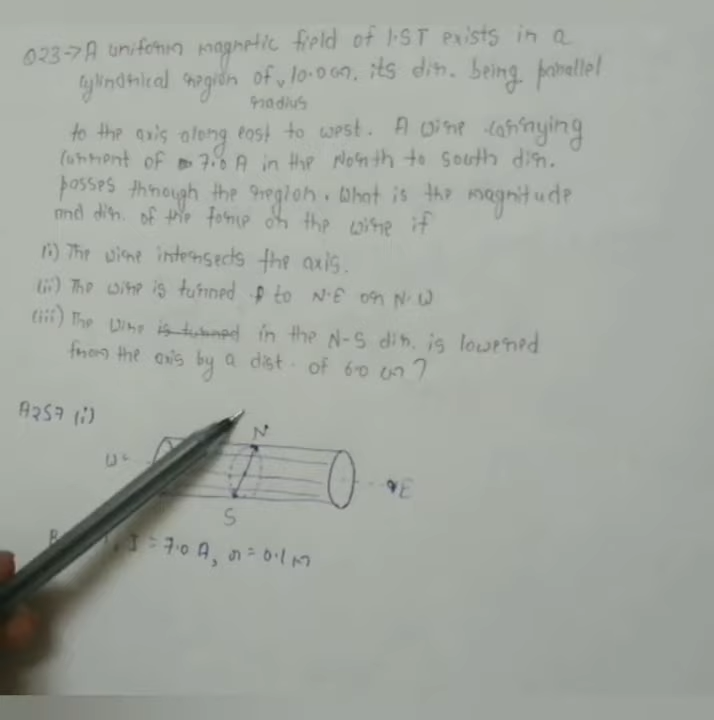 Q23→ A uniform magnetic field of 1.5T exists in a
cylindrical region of radius 10.0 cm, its dirn. being parallel
to the axis along east to west. A wire carrying
current of 7.0 A in the North to South dirn.
passes through the region. What is the magnitude
and dirn. of the force on the wire if
(i) The wire intersects the axis.
(ii) The wire is turned to N-E or N-W
(iii) The wire is turned in the N-S dirn. is lowered
from the axis by a dist. of 6.0 cm?
(i)
N
W
E
S
I = 7.0 A, r = 0.1 m